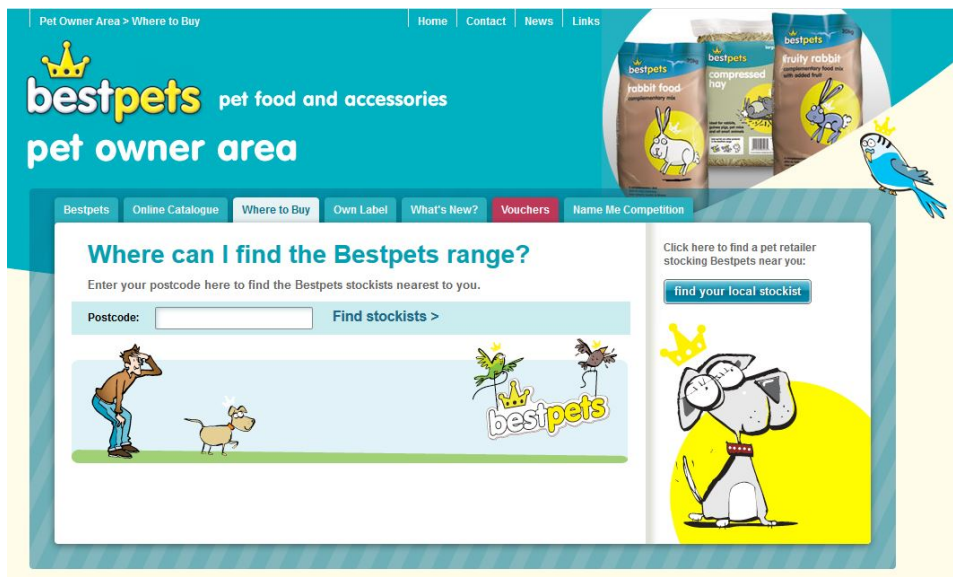 Pet Owner Area > Where to Buy
Home
Contact
News
Links
bestpets pet food and accessories
pet owner area
bestpets
rabbit food
complementary mix
bestpets
compressed
hay
bestpets
fruity rabbit
complementary food mix
with added fruit
Bestpets
Online Catalogue
Where to Buy
Own Label
What's New?
Vouchers
Name Me Competition
Where can I find the Bestpets range?
Enter your postcode here to find the Bestpets stockists nearest to you.
Postcode:
Find stockists >
bestpets
Click here to find a pet retailer
stocking Bestpets near you:
find your local stockist